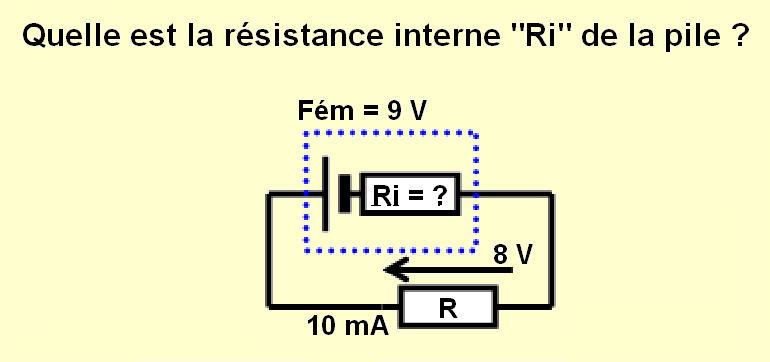 Quelle est la résistance interne "Ri" de la pile ?
Fém = 9 V
Ri = ?
8 V
R
10 mA